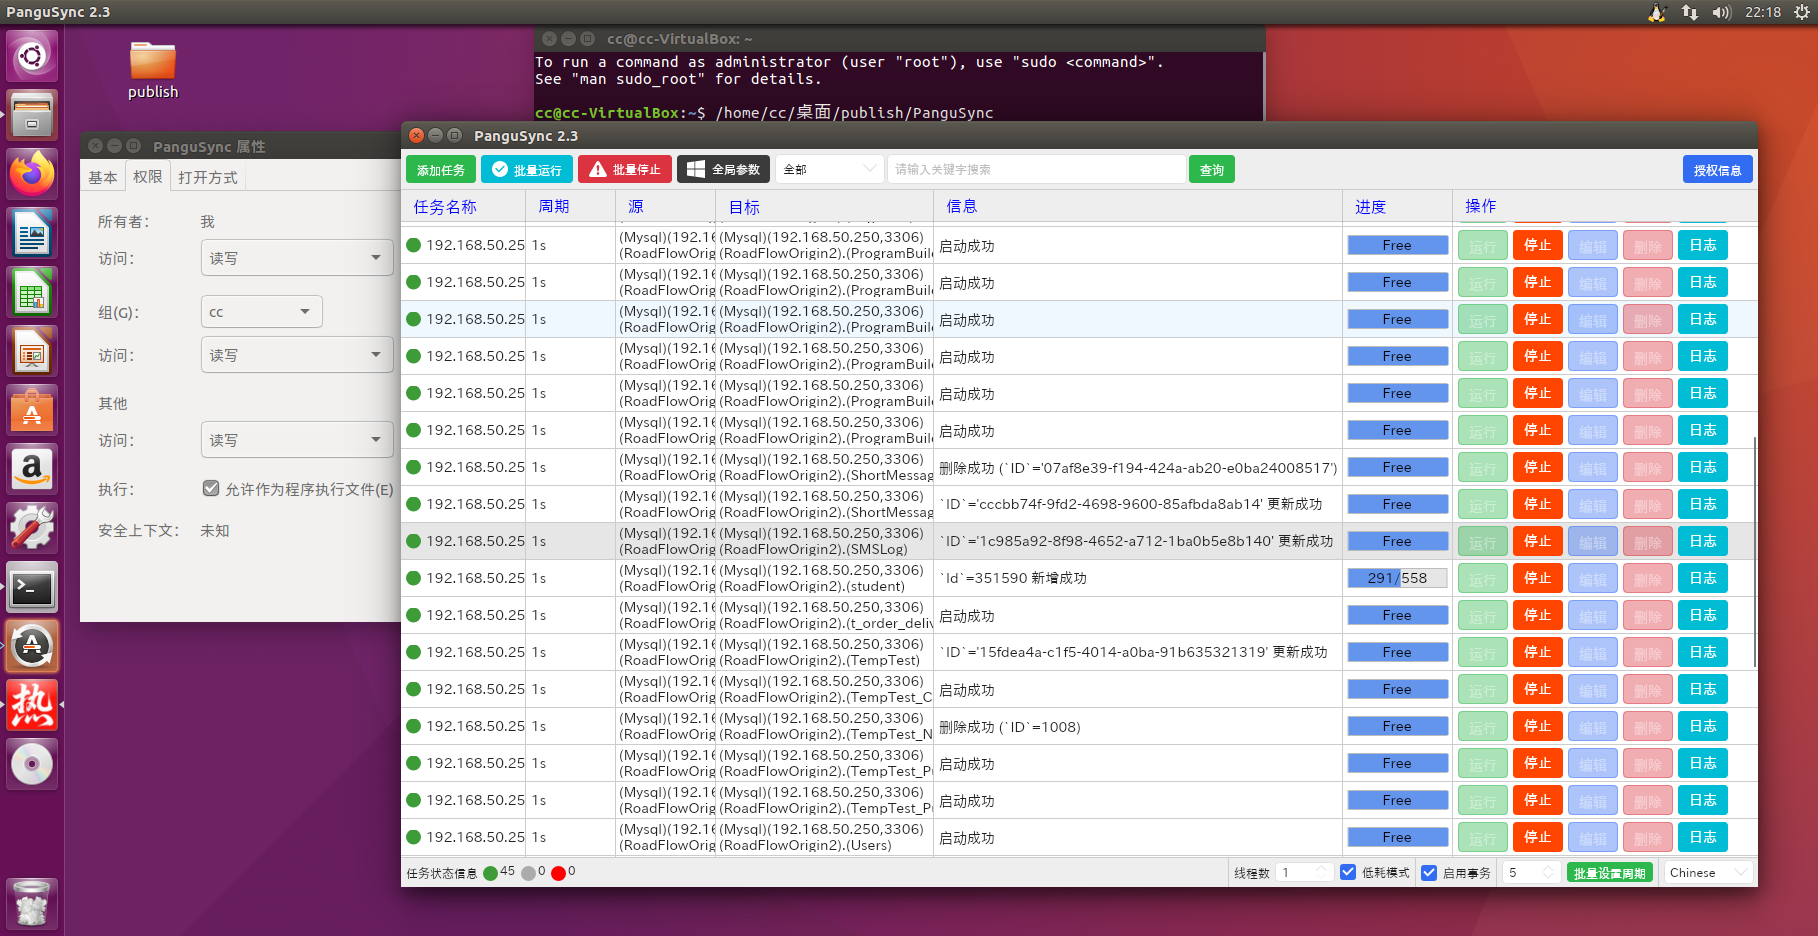 PanguSync 2.3
22:18
publish
cc@cc-VirtualBox: ~
To run a command as administrator (user "root"), use "sudo <command>".
See "man sudo_root" for details.
cc@cc-VirtualBox:~$ /home/cc/桌面/publish/PanguSync
PanguSync 属性
基本 权限 打开方式
所有者： 我
访问： 读写
组(G)： cc
访问： 读写
其他
访问： 读写
执行： 允许作为程序执行文件(E)
安全上下文： 未知
热
PanguSync 2.3
添加任务 批量运行 批量停止 全局参数 全部 请输入关键字搜索 查询 授权信息
任务名称 周期 源 目标 信息 进度 操作
192.168.50.25 1s (Mysql)(192.16 (Mysql)(192.168.50.250,3306) 启动成功 Free 运行 停止 编辑 删除 日志
(RoadFlowOrig (RoadFlowOrigin2).(ProgramBuil
192.168.50.25 1s (Mysql)(192.16 (Mysql)(192.168.50.250,3306) 启动成功 Free 运行 停止 编辑 删除 日志
(RoadFlowOrig (RoadFlowOrigin2).(ProgramBuil
192.168.50.25 1s (Mysql)(192.16 (Mysql)(192.168.50.250,3306) 启动成功 Free 运行 停止 编辑 删除 日志
(RoadFlowOrig (RoadFlowOrigin2).(ProgramBuil
192.168.50.25 1s (Mysql)(192.16 (Mysql)(192.168.50.250,3306) 启动成功 Free 运行 停止 编辑 删除 日志
(RoadFlowOrig (RoadFlowOrigin2).(ProgramBuil
192.168.50.25 1s (Mysql)(192.16 (Mysql)(192.168.50.250,3306) 启动成功 Free 运行 停止 编辑 删除 日志
(RoadFlowOrig (RoadFlowOrigin2).(ProgramBuil
192.168.50.25 1s (Mysql)(192.16 (Mysql)(192.168.50.250,3306) 启动成功 Free 运行 停止 编辑 删除 日志
(RoadFlowOrig (RoadFlowOrigin2).(ProgramBuil
192.168.50.25 1s (Mysql)(192.16 (Mysql)(192.168.50.250,3306) 删除成功 (`ID`='07af8e39-f194-424a-ab20-e0ba24008517') Free 运行 停止 编辑 删除 日志
(RoadFlowOrig (RoadFlowOrigin2).(ShortMessag
192.168.50.25 1s (Mysql)(192.16 (Mysql)(192.168.50.250,3306) `ID`='cccbb74f-9fd2-4698-9600-85afbda8ab14' 更新成功 Free 运行 停止 编辑 删除 日志
(RoadFlowOrig (RoadFlowOrigin2).(ShortMessag
192.168.50.25 1s (Mysql)(192.16 (Mysql)(192.168.50.250,3306) `ID`='1c985a92-8f98-4652-a712-1ba0b5e8b140' 更新成功 Free 运行 停止 编辑 删除 日志
(RoadFlowOrig (RoadFlowOrigin2).(SMSLog)
192.168.50.25 1s (Mysql)(192.16 (Mysql)(192.168.50.250,3306) `Id`=351590 新增成功 291/558 运行 停止 编辑 删除 日志
(RoadFlowOrig (RoadFlowOrigin2).(student)
192.168.50.25 1s (Mysql)(192.16 (Mysql)(192.168.50.250,3306) 启动成功 Free 运行 停止 编辑 删除 日志
(RoadFlowOrig (RoadFlowOrigin2).(t_order_deliv
192.168.50.25 1s (Mysql)(192.16 (Mysql)(192.168.50.250,3306) `ID`='15fdea4a-c1f5-4014-a0ba-91b635321319' 更新成功 Free 运行 停止 编辑 删除 日志
(RoadFlowOrig (RoadFlowOrigin2).(TempTest)
192.168.50.25 1s (Mysql)(192.16 (Mysql)(192.168.50.250,3306) 启动成功 Free 运行 停止 编辑 删除 日志
(RoadFlowOrig (RoadFlowOrigin2).(TempTest_C
192.168.50.25 1s (Mysql)(192.16 (Mysql)(192.168.50.250,3306) 删除成功 (`ID`=1008) Free 运行 停止 编辑 删除 日志
(RoadFlowOrig (RoadFlowOrigin2).(TempTest_N
192.168.50.25 1s (Mysql)(192.16 (Mysql)(192.168.50.250,3306) 启动成功 Free 运行 停止 编辑 删除 日志
(RoadFlowOrig (RoadFlowOrigin2).(TempTest_Pu
192.168.50.25 1s (Mysql)(192.16 (Mysql)(192.168.50.250,3306) 启动成功 Free 运行 停止 编辑 删除 日志
(RoadFlowOrig (RoadFlowOrigin2).(TempTest_Pu
192.168.50.25 1s (Mysql)(192.16 (Mysql)(192.168.50.250,3306) 启动成功 Free 运行 停止 编辑 删除 日志
(RoadFlowOrig (RoadFlowOrigin2).(Users)
任务状态信息 45 0 0 线程数 1 低耗模式 启用事务 5 批量设置周期 Chinese